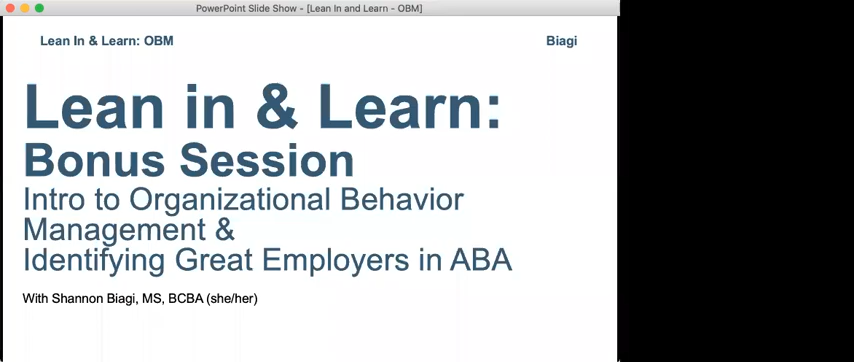 PowerPoint Slide Show - [Lean In and Learn - OBM]
Lean In & Learn: OBM
Biagi
Lean in & Learn:
Bonus Session
Intro to Organizational Behavior
Management &
Identifying Great Employers in ABA
With Shannon Biagi, MS, BCBA (she/her)